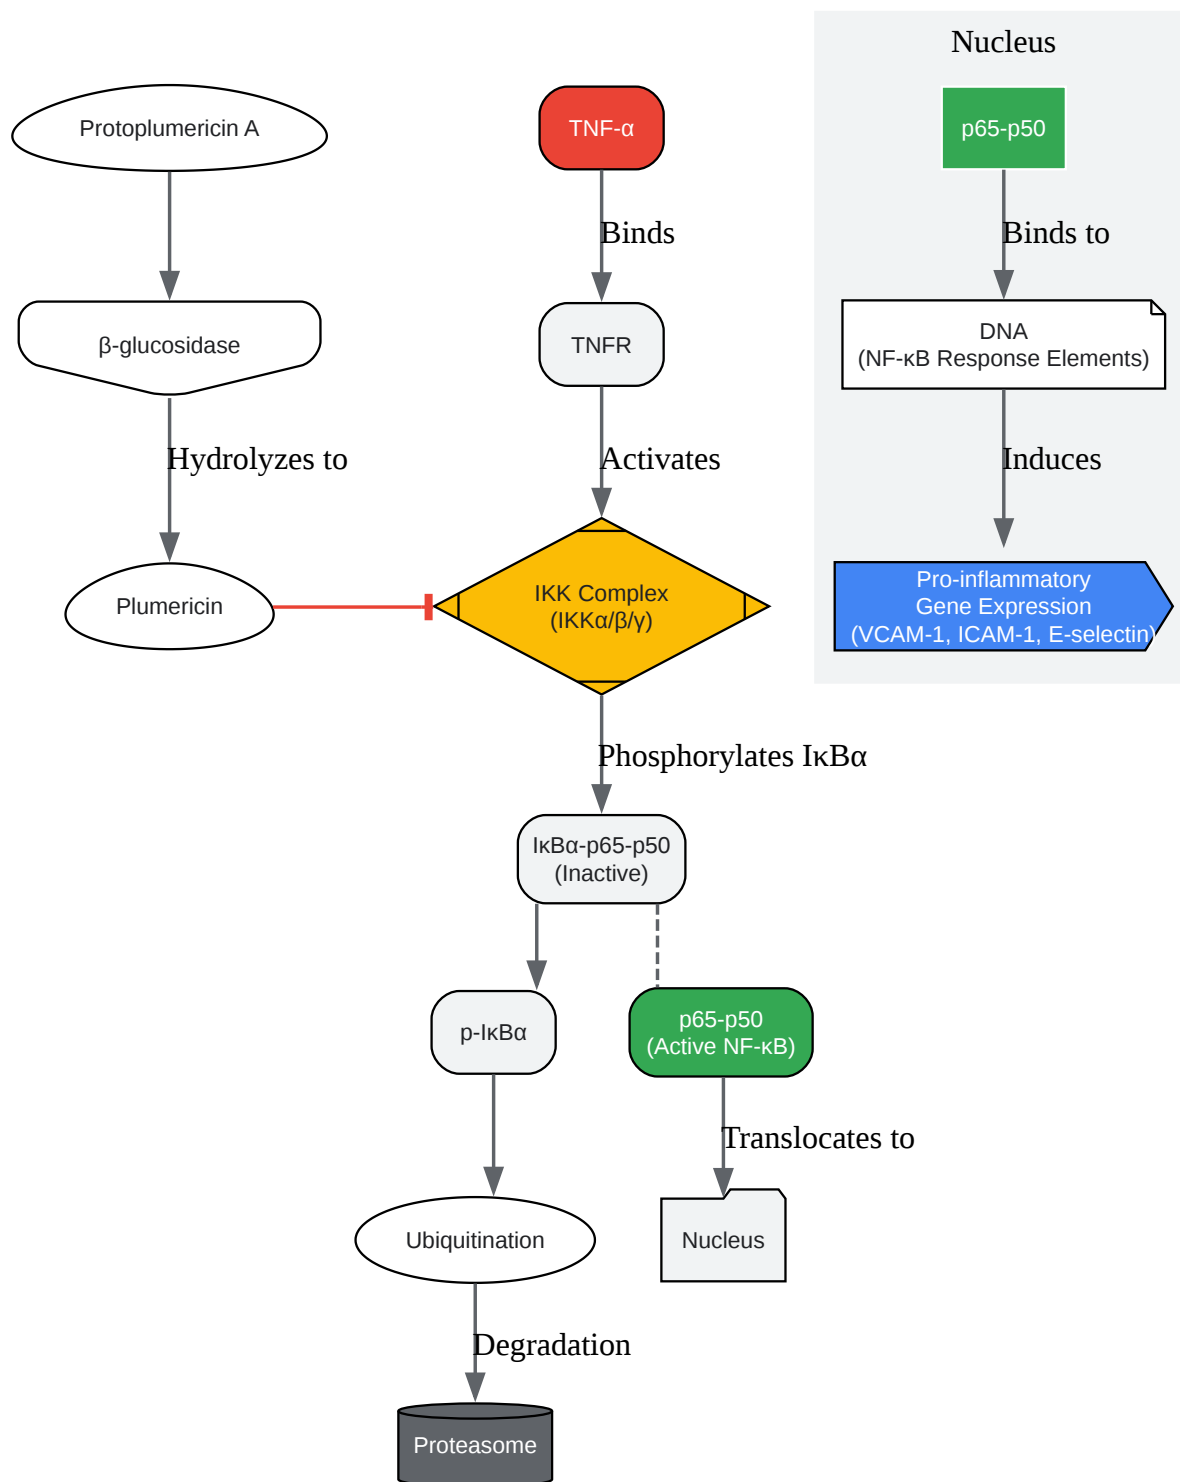 Nucleus
Protoplumericin A
TNF-α
p65-p50
Binds
Binds to
β-glucosidase
TNFR
DNA
(NF-κB Response Elements)
Hydrolyzes to
Activates
Induces
Plumericin
IKK Complex
(IKKα/β/γ)
Pro-inflammatory
Gene Expression
(VCAM-1, ICAM-1, E-selectin)
Phosphorylates IκBα
IκBα-p65-p50
(Inactive)
p-IκBα
p65-p50
(Active NF-κB)
Translocates to
Ubiquitination
Nucleus
Degradation
Proteasome